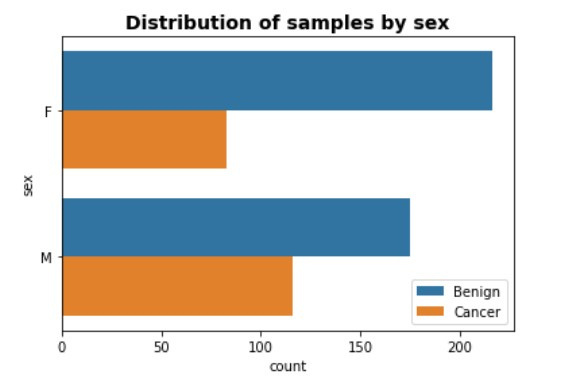 Distribution of samples by sex
F
M
sex
Benign
Cancer
0 50 100 150 200
count